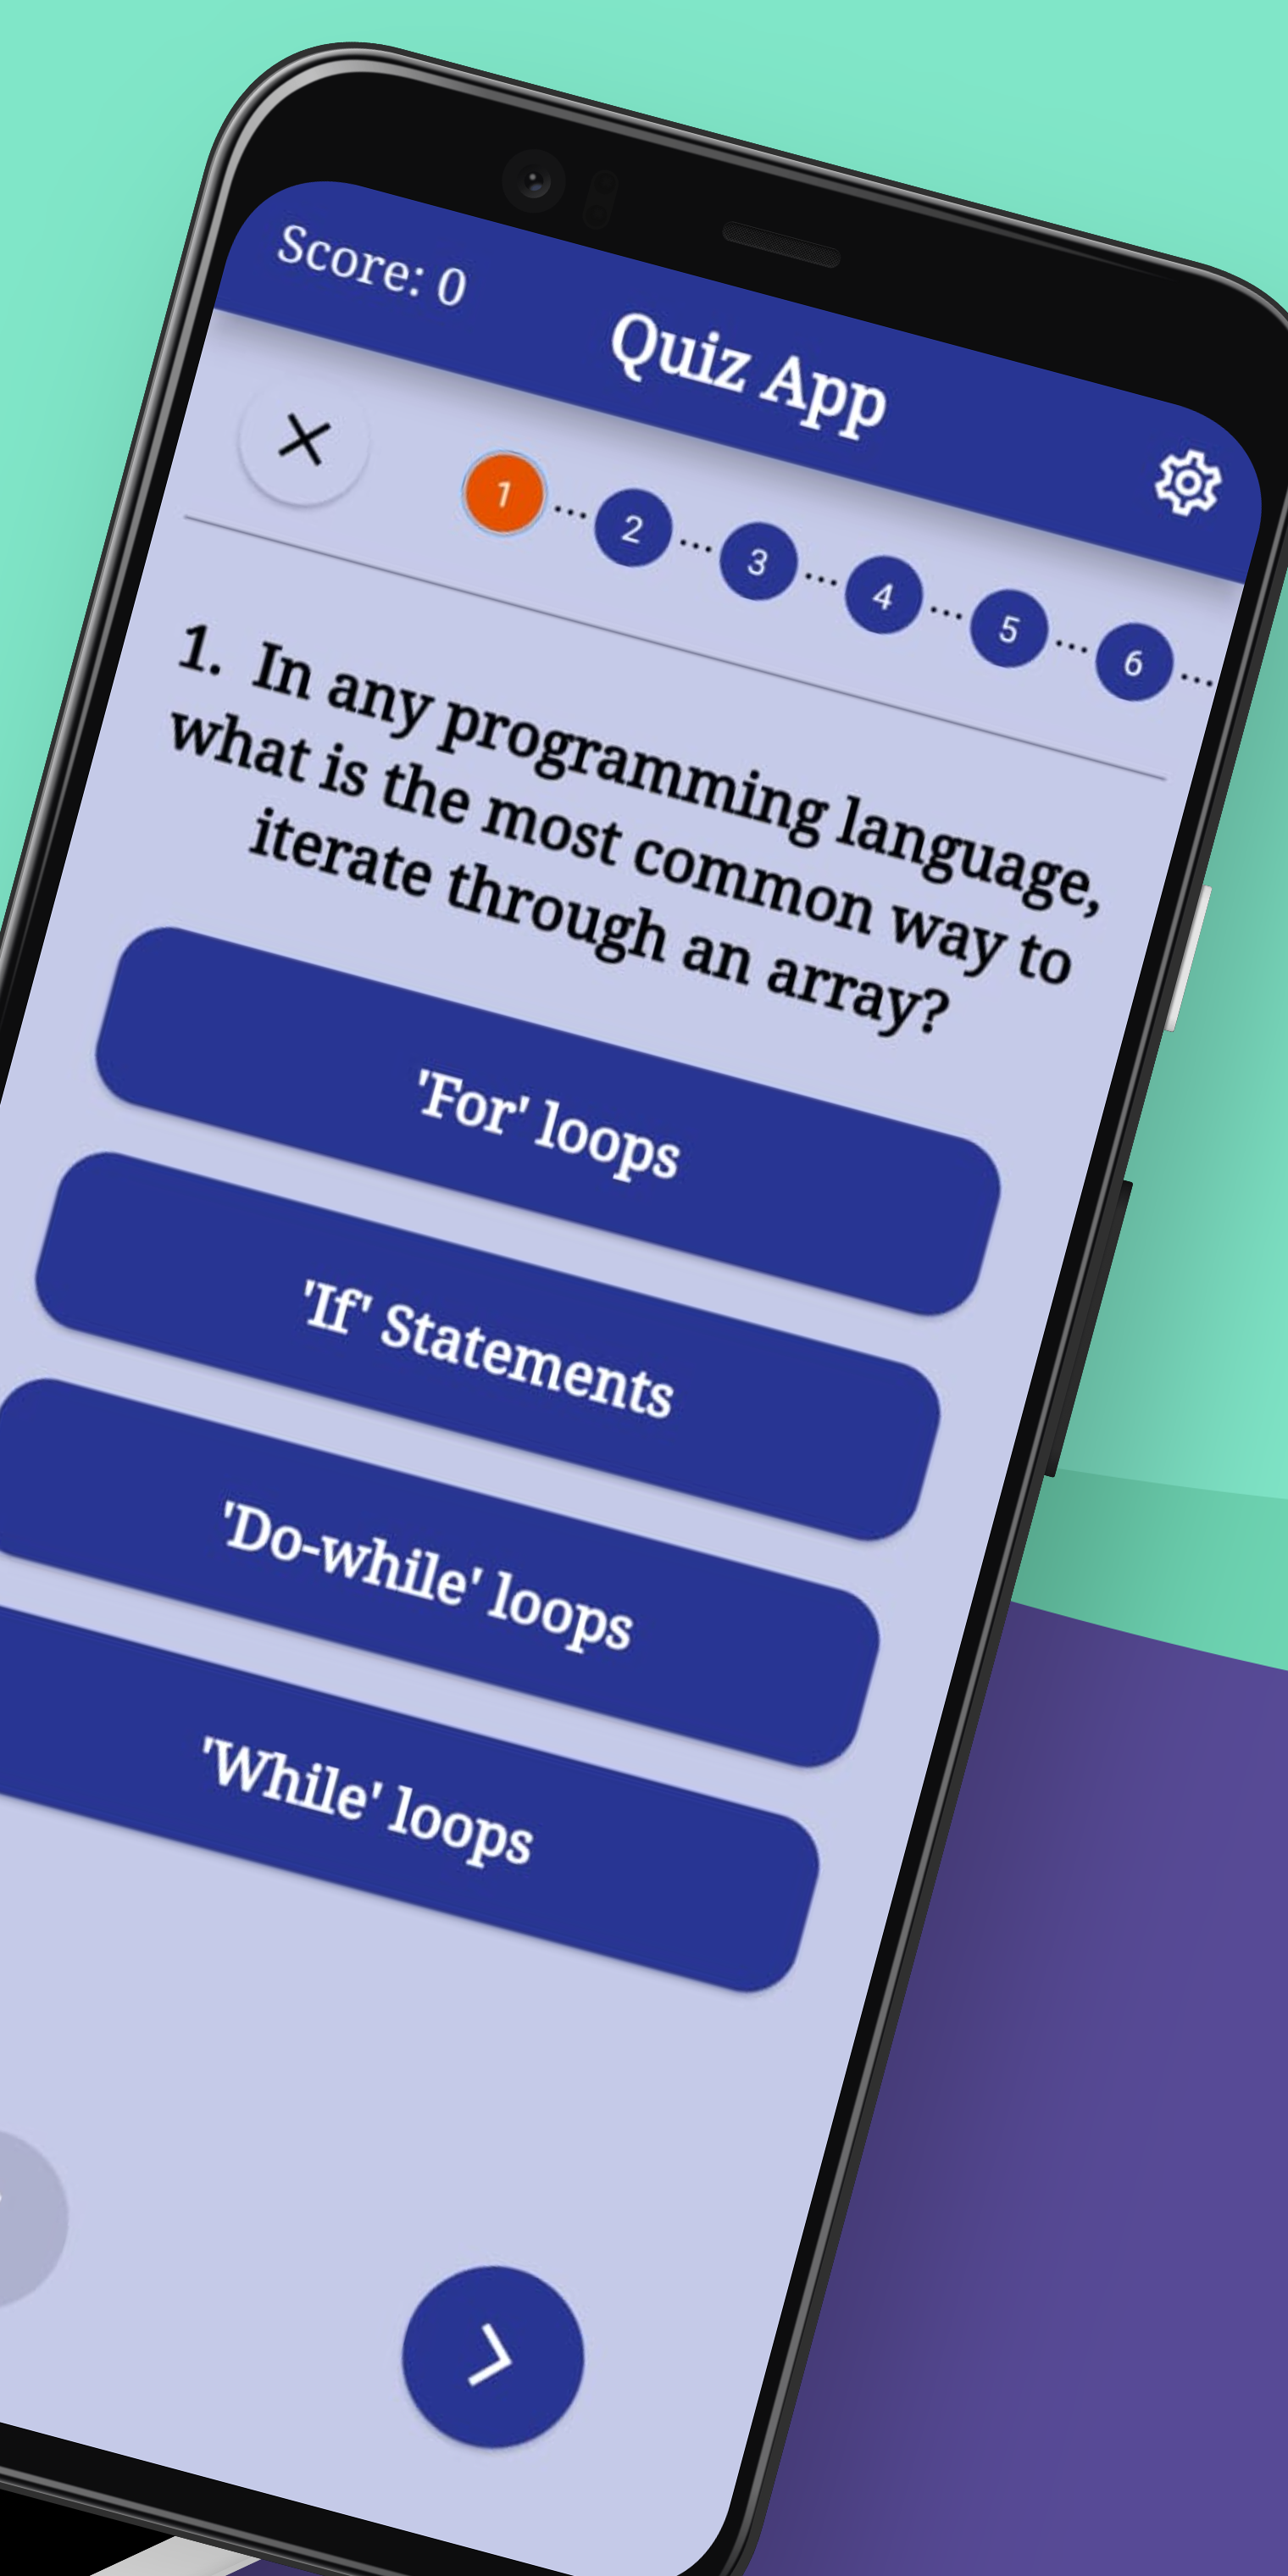 Score: 0
Quiz App
1
2
3
4
5
6
1. In any programming language,
what is the most common way to
iterate through an array?
'For' loops
'If' Statements
'Do-while' loops
'While' loops